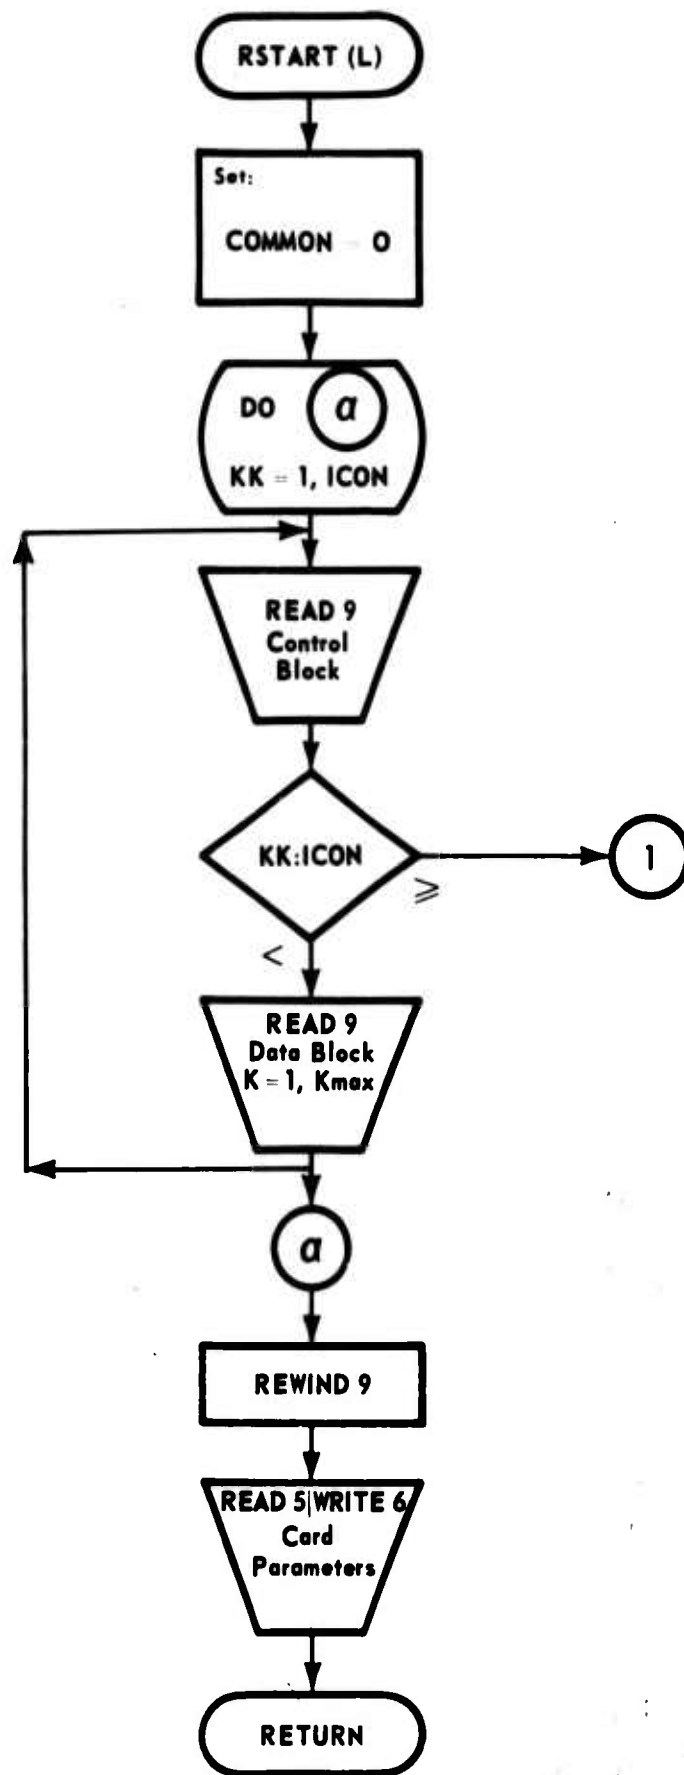 RSTART (L)
Set:
COMMON = 0
DO α
KK = 1, ICON
READ 9
Control
Block
KK:ICON
1
≥
<
READ 9
Data Block
K = 1, Kmax
α
REWIND 9
READ 5|WRITE 6
Card
Parameters
RETURN